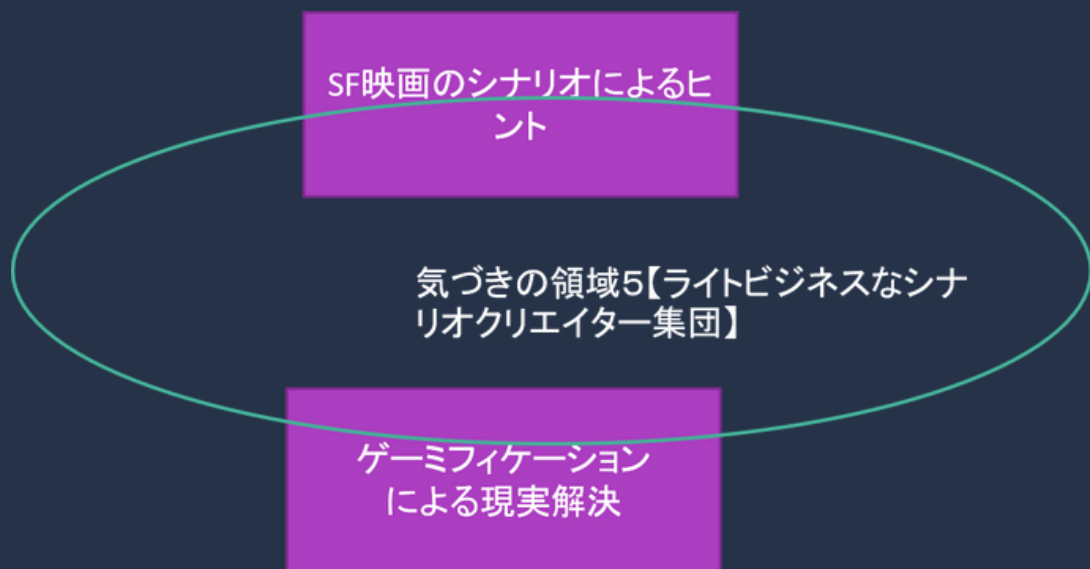 SF映画のシナリオによるヒ
ント
気づきの領域5【ライトビジネスなシナ
リオクリエイター集団】
ゲーミフィケーション
による現実解決